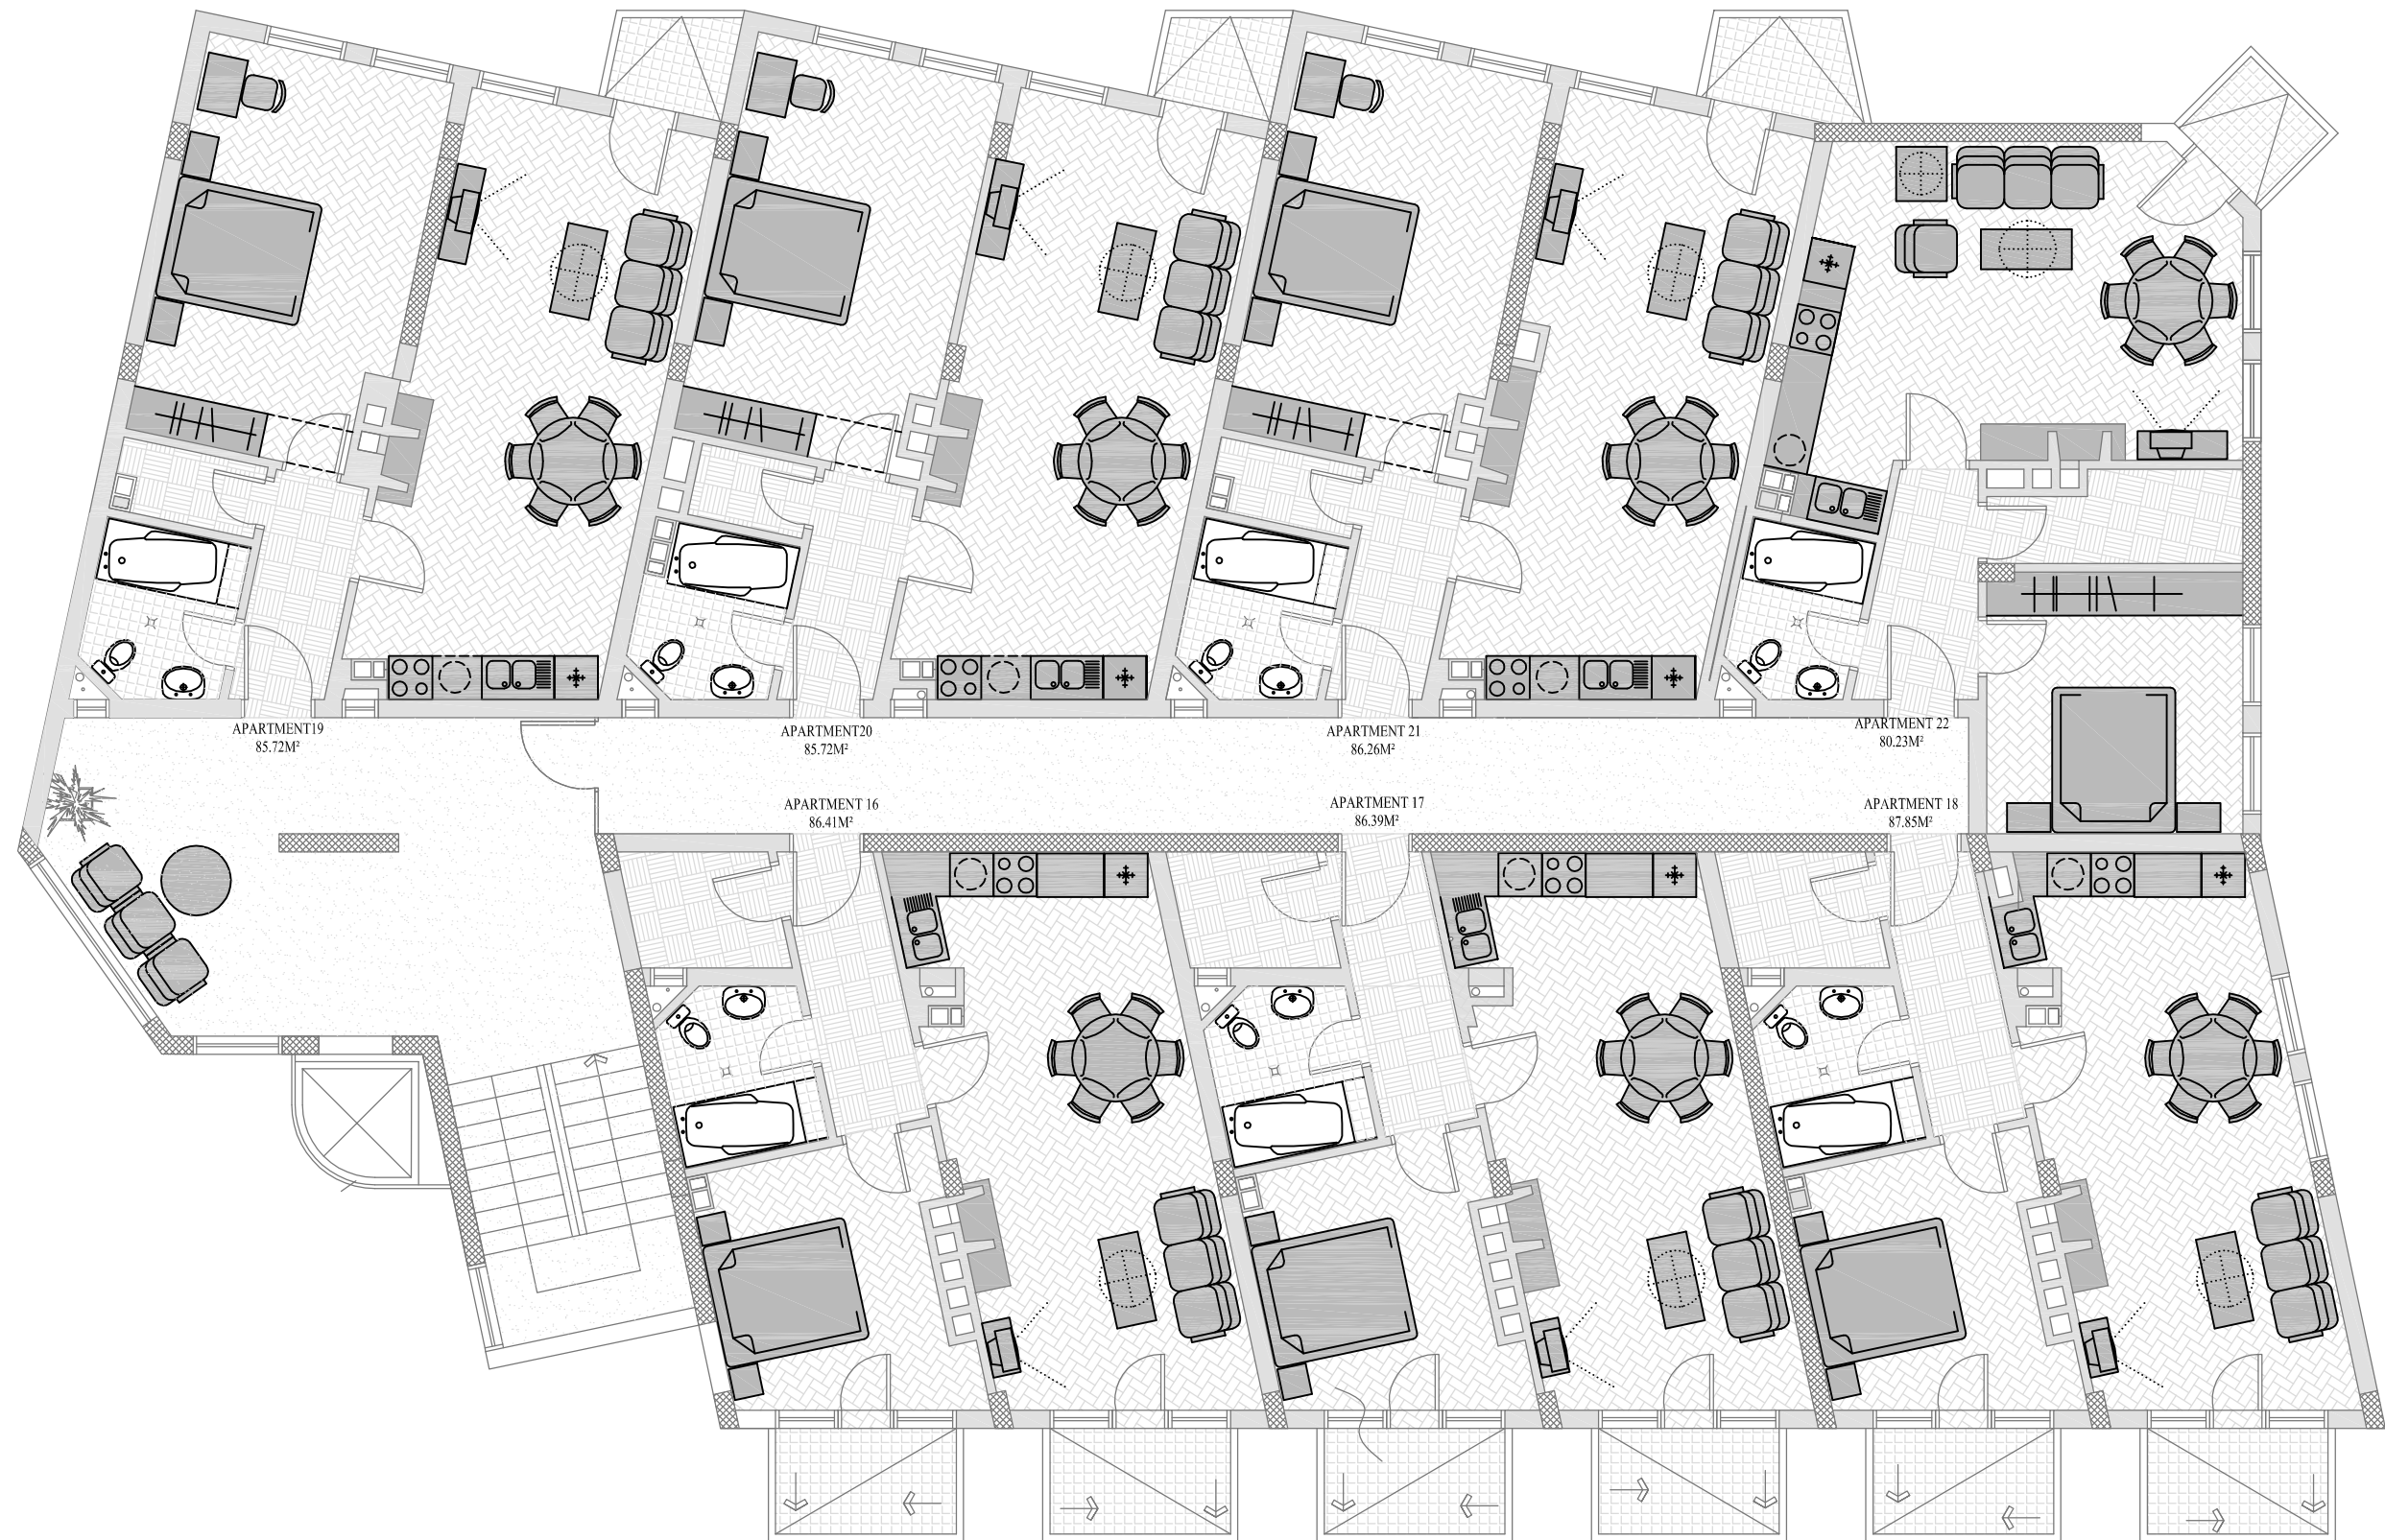 APARTMENT19
85.72M²
APARTMENT20
85.72M²
APARTMENT 21
86.26M²
APARTMENT 22
80.23M²
APARTMENT 16
86.41M²
APARTMENT 17
86.39M²
APARTMENT 18
87.85M²